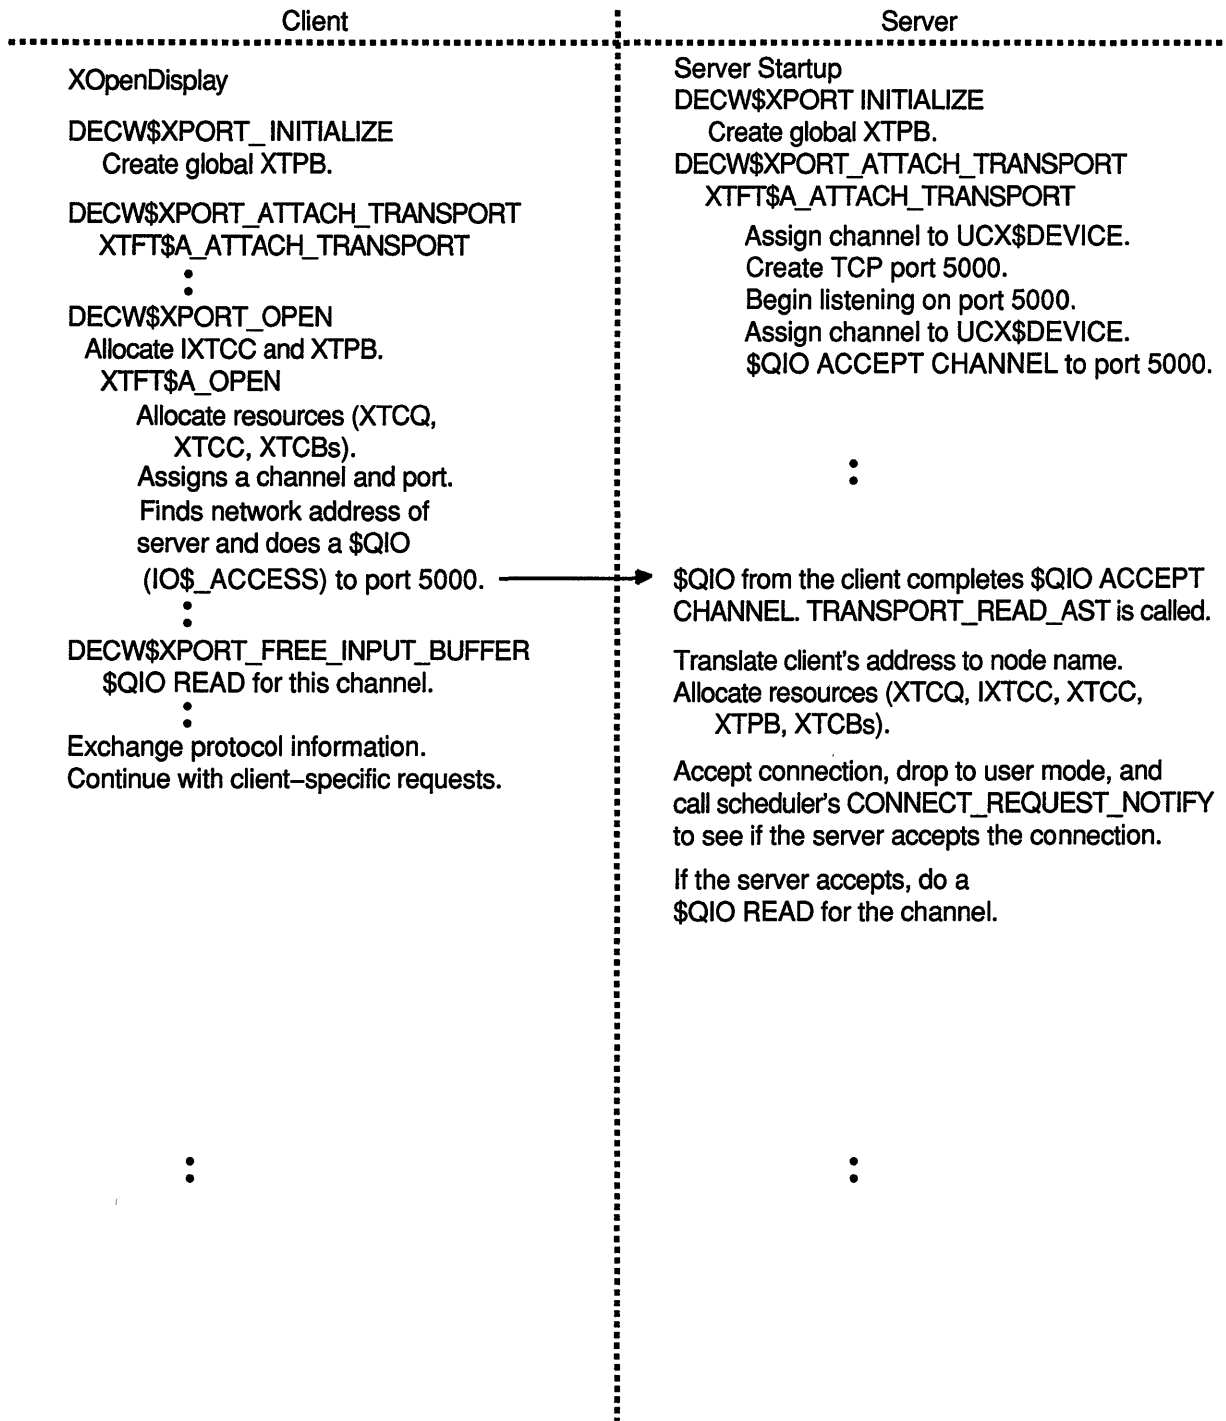 Client
XOpenDisplay
DECW$XPORT_ INITIALIZE
Create global XTPB.
DECW$XPORT_ATTACH_TRANSPORT
XTFT$A_ATTACH_TRANSPORT
DECW$XPORT_OPEN
Allocate IXTCC and XTPB.
XTFT$A_OPEN
Allocate resources (XTCQ,
XTCC, XTCBs).
Assigns a channel and port.
Finds network address of
server and does a $QIO
(IO$_ACCESS) to port 5000.
DECW$XPORT_FREE_INPUT_BUFFER
$QIO READ for this channel.
Exchange protocol information.
Continue with client–specific requests.
Server
Server Startup
DECW$XPORT INITIALIZE
Create global XTPB.
DECW$XPORT_ATTACH_TRANSPORT
XTFT$A_ATTACH_TRANSPORT
Assign channel to UCX$DEVICE.
Create TCP port 5000.
Begin listening on port 5000.
Assign channel to UCX$DEVICE.
$QIO ACCEPT CHANNEL to port 5000.
$QIO from the client completes $QIO ACCEPT
CHANNEL. TRANSPORT_READ_AST is called.
Translate client's address to node name.
Allocate resources (XTCQ, IXTCC, XTCC,
XTPB, XTCBs).
Accept connection, drop to user mode, and
call scheduler's CONNECT_REQUEST_NOTIFY
to see if the server accepts the connection.
If the server accepts, do a
$QIO READ for the channel.